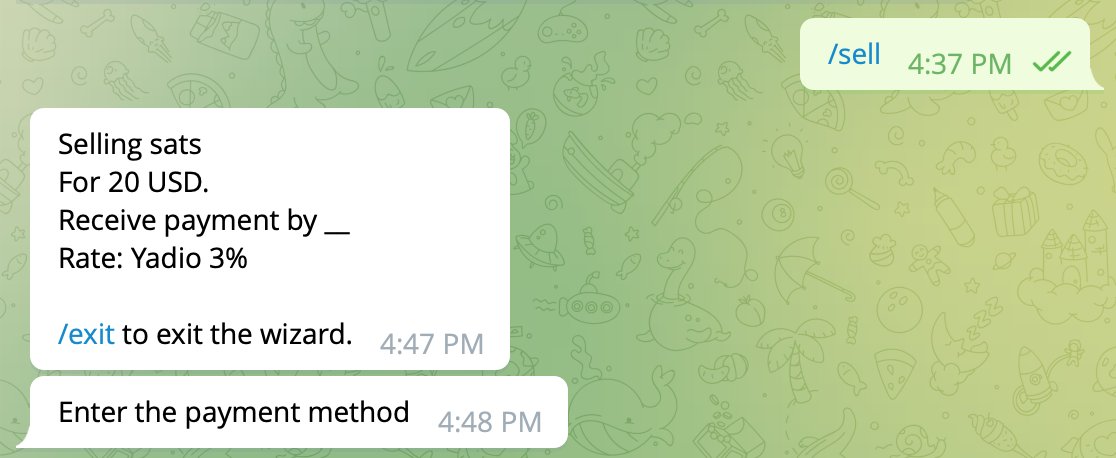 /sell 4:37 PM
Selling sats
For 20 USD.
Receive payment by __
Rate: Yadio 3%
/exit to exit the wizard. 4:47 PM
Enter the payment method 4:48 PM